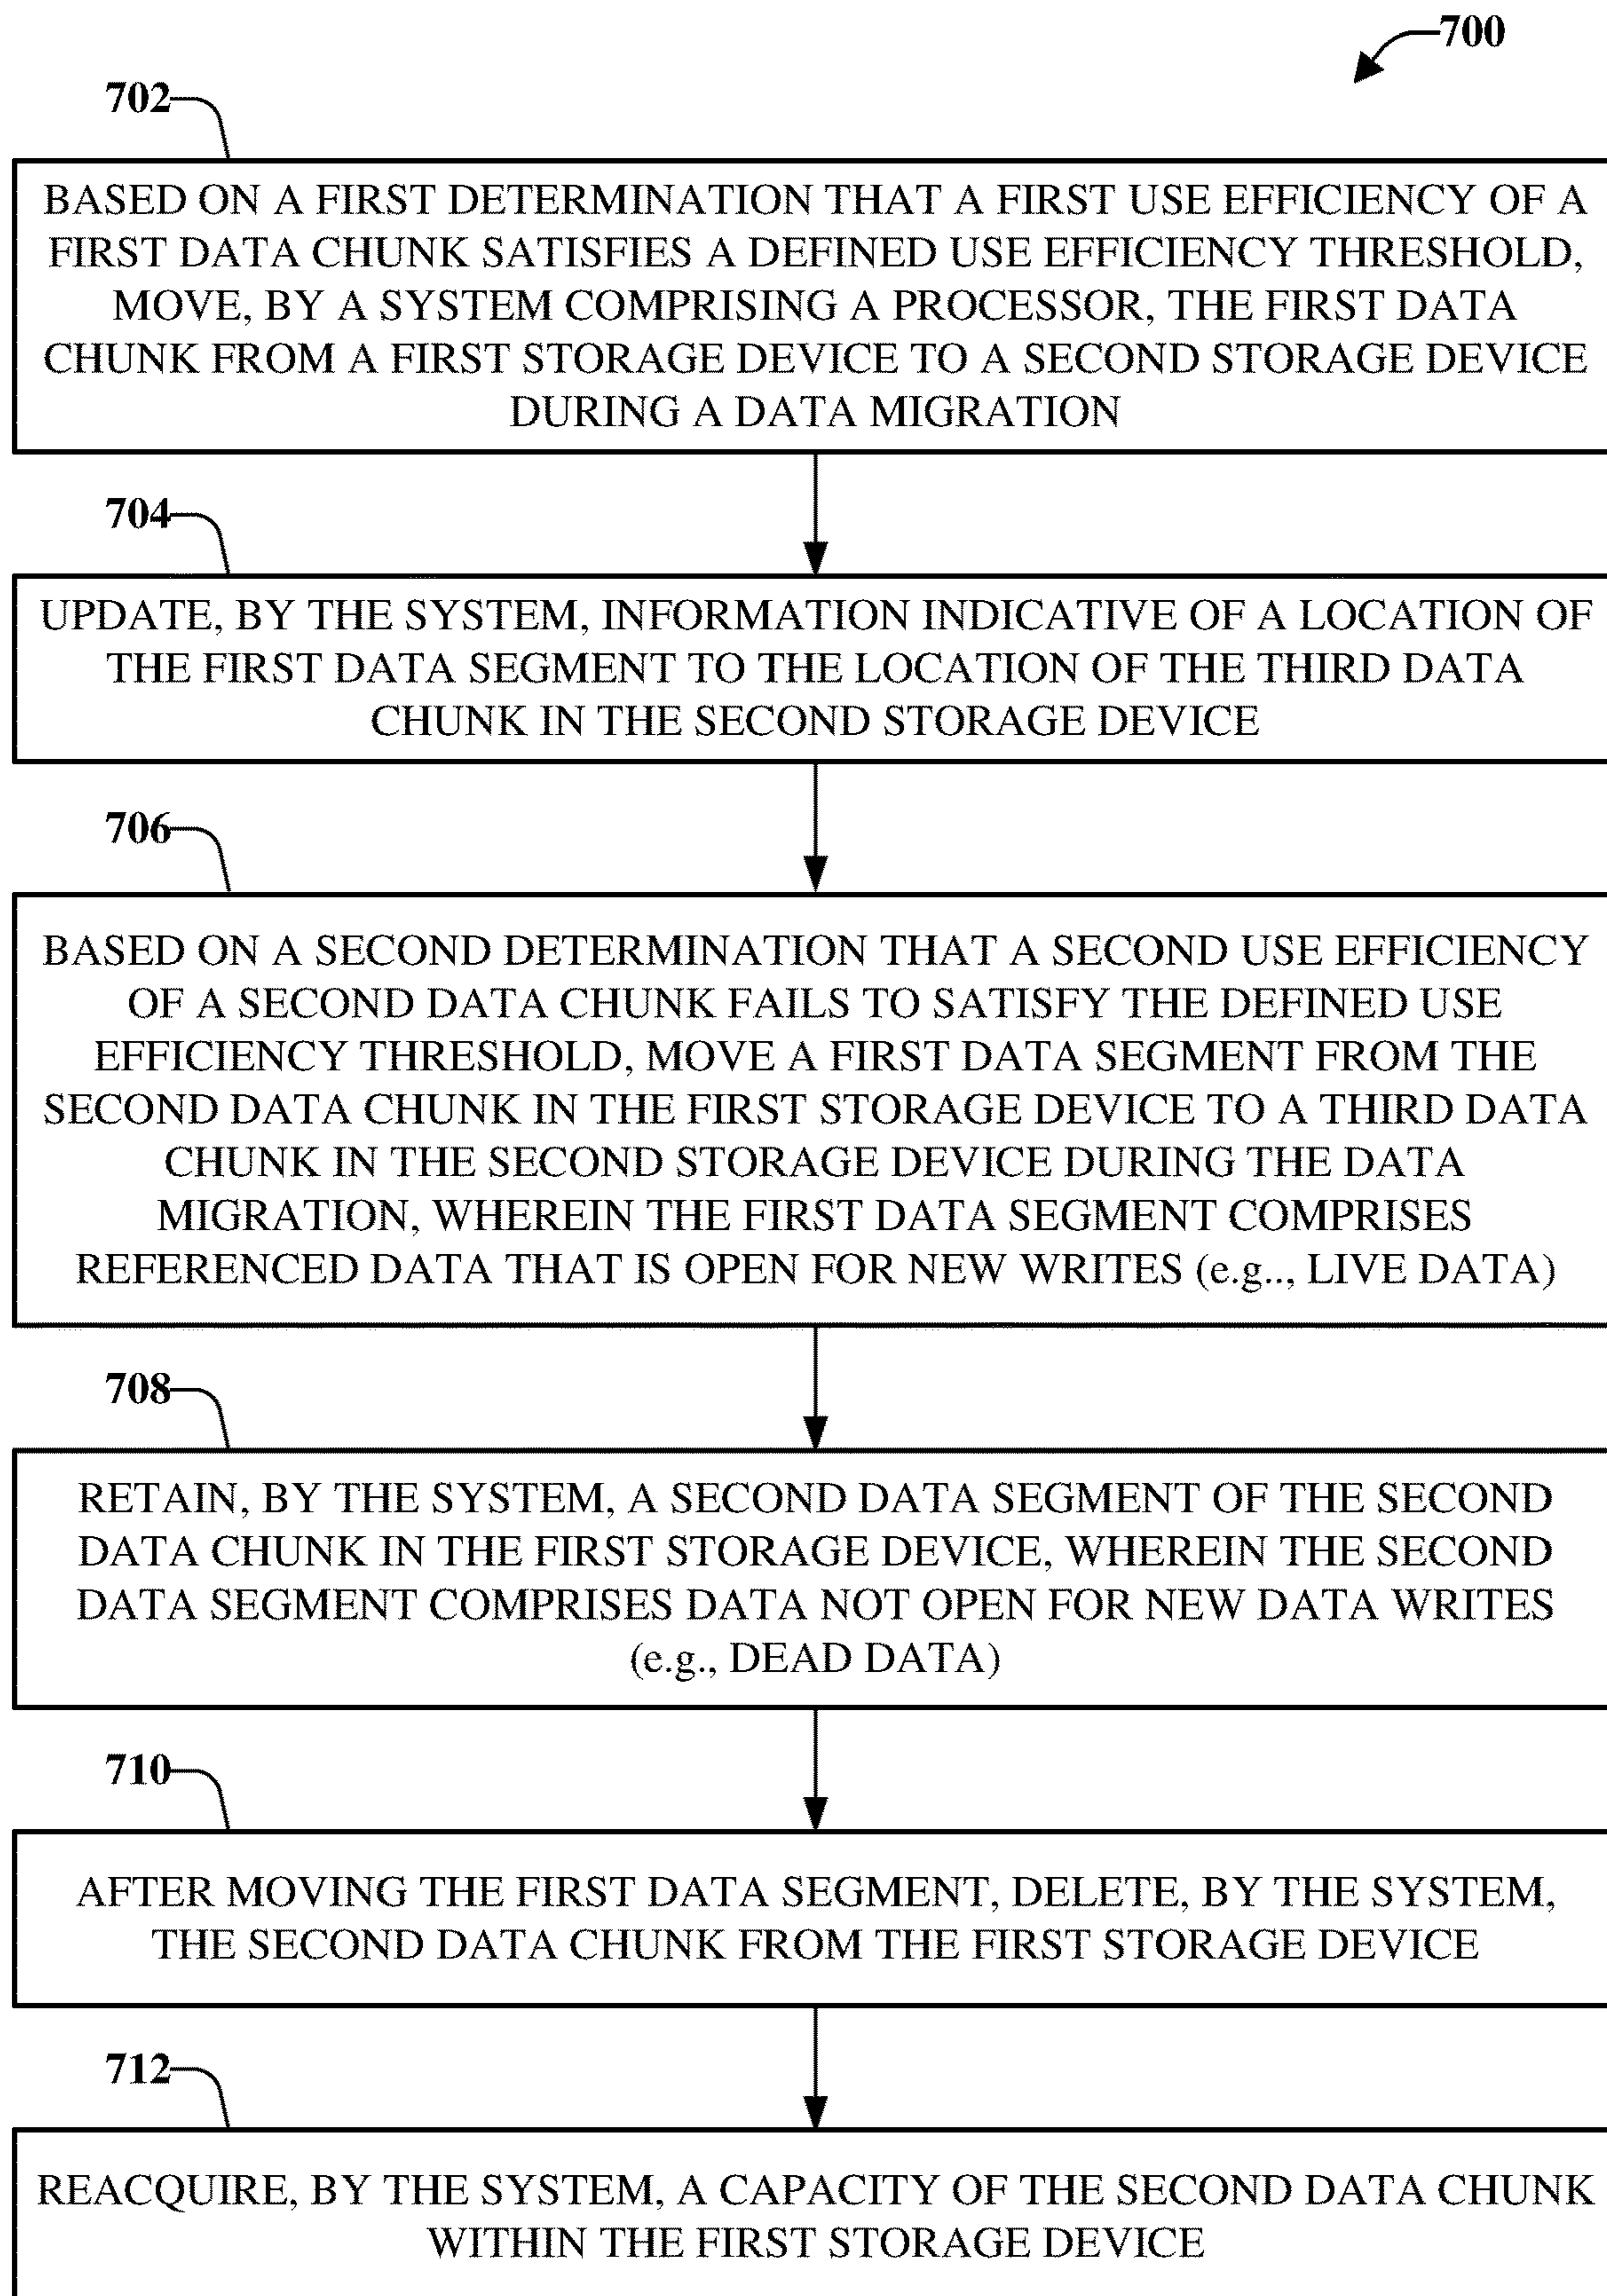 700
702
BASED ON A FIRST DETERMINATION THAT A FIRST USE EFFICIENCY OF A
FIRST DATA CHUNK SATISFIES A DEFINED USE EFFICIENCY THRESHOLD,
MOVE, BY A SYSTEM COMPRISING A PROCESSOR, THE FIRST DATA
CHUNK FROM A FIRST STORAGE DEVICE TO A SECOND STORAGE DEVICE
DURING A DATA MIGRATION
704
UPDATE, BY THE SYSTEM, INFORMATION INDICATIVE OF A LOCATION OF
THE FIRST DATA SEGMENT TO THE LOCATION OF THE THIRD DATA
CHUNK IN THE SECOND STORAGE DEVICE
706
BASED ON A SECOND DETERMINATION THAT A SECOND USE EFFICIENCY
OF A SECOND DATA CHUNK FAILS TO SATISFY THE DEFINED USE
EFFICIENCY THRESHOLD, MOVE A FIRST DATA SEGMENT FROM THE
SECOND DATA CHUNK IN THE FIRST STORAGE DEVICE TO A THIRD DATA
CHUNK IN THE SECOND STORAGE DEVICE DURING THE DATA
MIGRATION, WHEREIN THE FIRST DATA SEGMENT COMPRISES
REFERENCED DATA THAT IS OPEN FOR NEW WRITES (e.g.., LIVE DATA)
708
RETAIN, BY THE SYSTEM, A SECOND DATA SEGMENT OF THE SECOND
DATA CHUNK IN THE FIRST STORAGE DEVICE, WHEREIN THE SECOND
DATA SEGMENT COMPRISES DATA NOT OPEN FOR NEW DATA WRITES
(e.g., DEAD DATA)
710
AFTER MOVING THE FIRST DATA SEGMENT, DELETE, BY THE SYSTEM,
THE SECOND DATA CHUNK FROM THE FIRST STORAGE DEVICE
712
REACQUIRE, BY THE SYSTEM, A CAPACITY OF THE SECOND DATA CHUNK
WITHIN THE FIRST STORAGE DEVICE